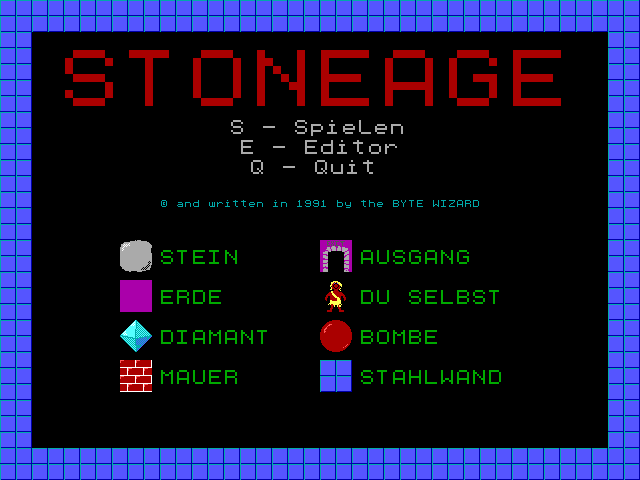 STONEAGE
S - SpieLen
E - Editor
Q - Quit
© and written in 1991 by the BYTE WIZARD
STEIN
AUSGANG
ERDE
DU SELBST
DIAMANT
BOMBE
MAUER
STAHLWAND